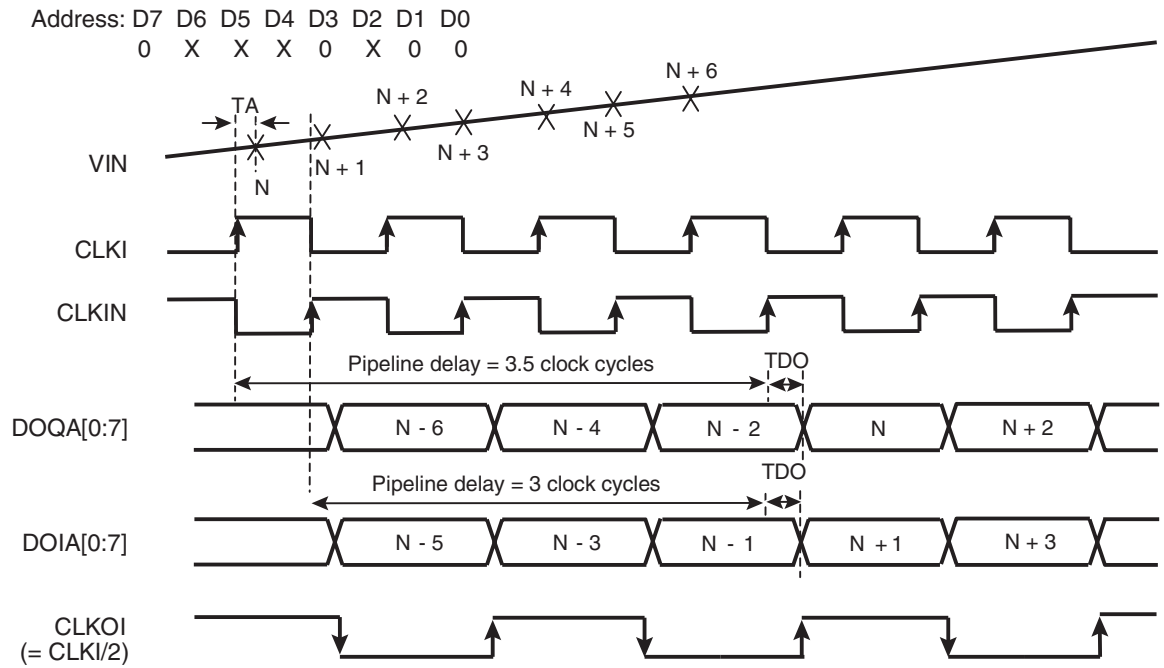 Address: D7 D6 D5 D4 D3 D2 D1 D0
0 X X X 0 X 0 0
TA
N + 2
N + 4
N + 6
VIN
N
N + 1
N + 3
N + 5
CLKI
CLKIN
Pipeline delay = 3.5 clock cycles
TDO
DOQA[0:7]
N - 6
N - 4
N - 2
N
N + 2
Pipeline delay = 3 clock cycles
TDO
DOIA[0:7]
N - 5
N - 3
N - 1
N + 1
N + 3
CLKOI
(= CLKI/2)